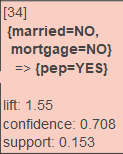 [34]
{married=NO,
mortgage=NO}
=> {pep=YES}
lift: 1.55
confidence: 0.708
support: 0.153